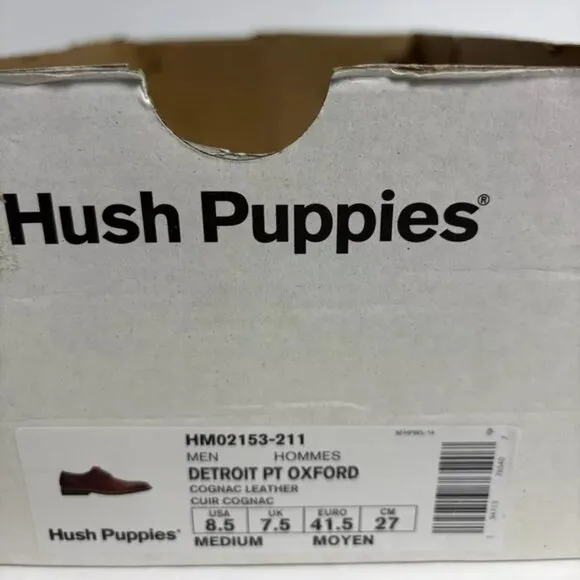 Hush Puppies®
HM02153-211
MEN HOMMES
DETROIT PT OXFORD
COGNAC LEATHER
CUIR COGNAC
USA UK EURO CM
8.5 7.5 41.5 27
MEDIUM MOYEN
Hush Puppies®